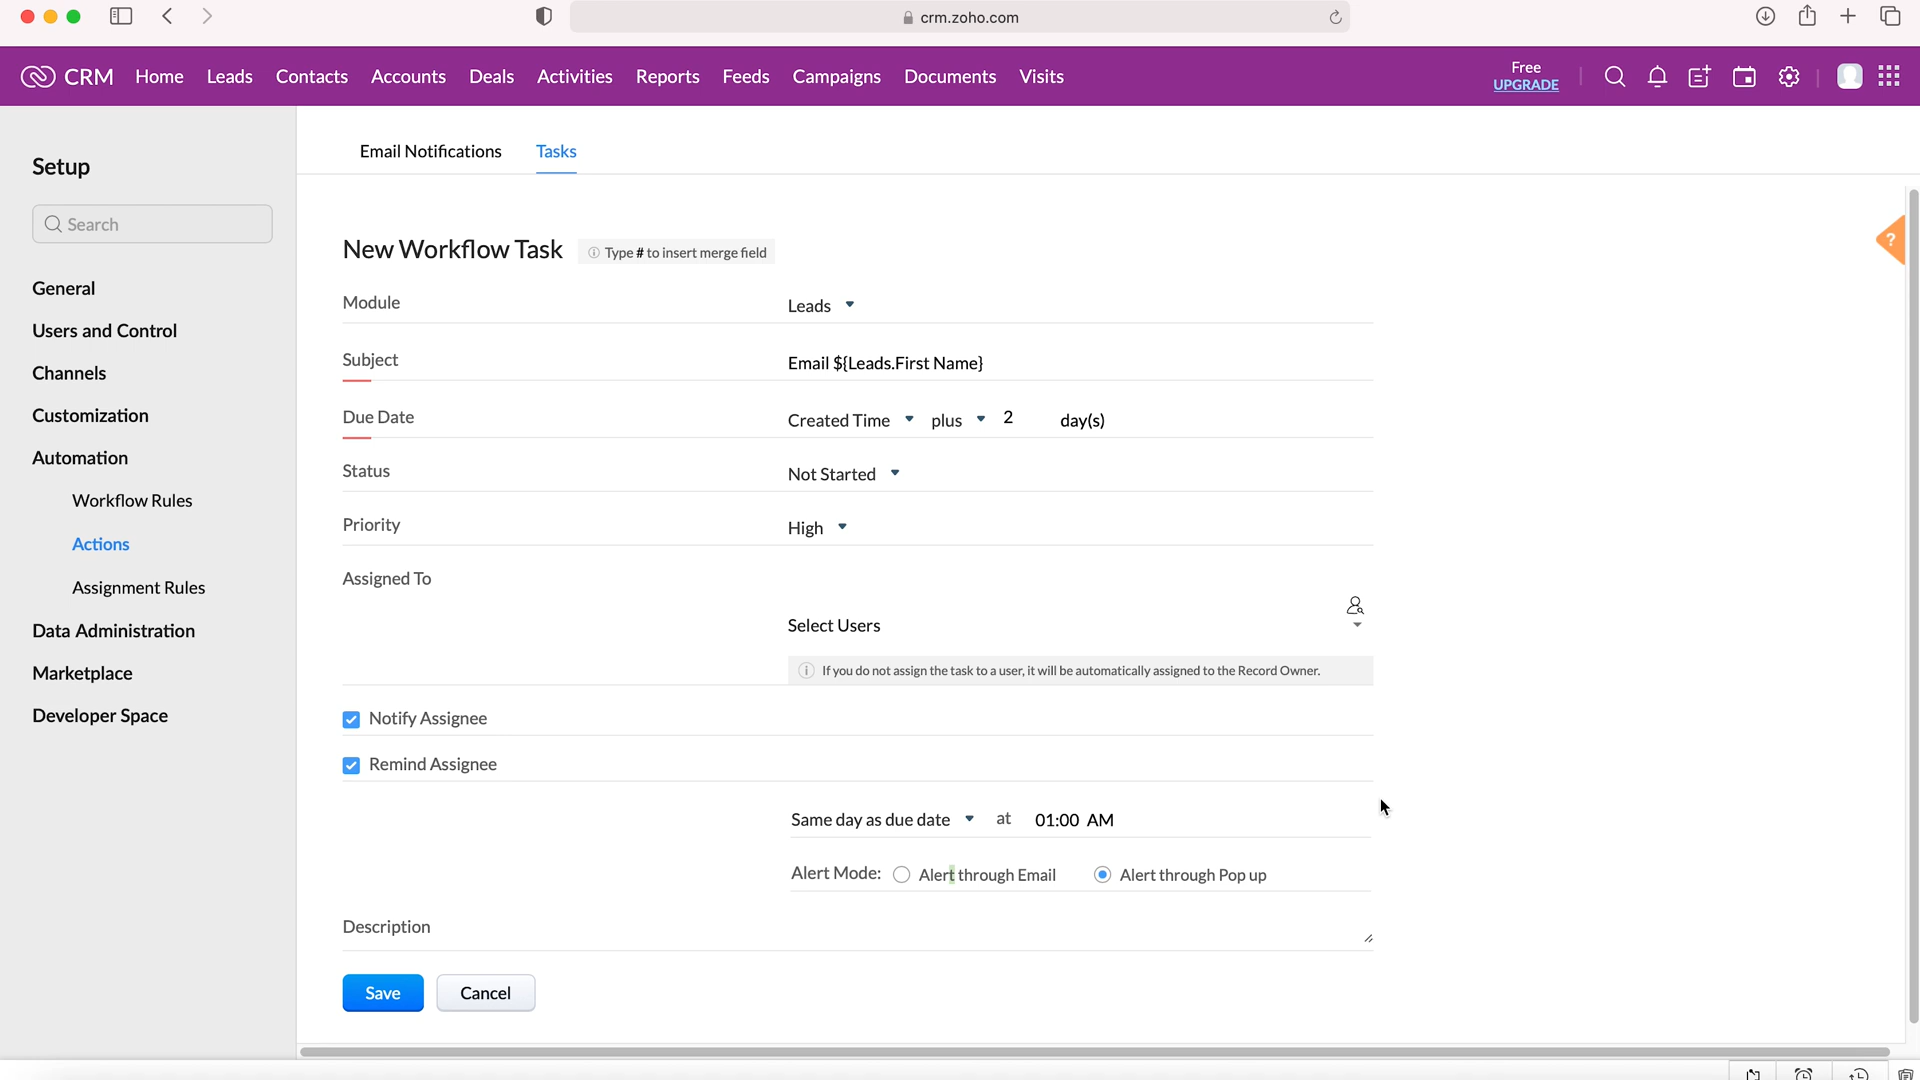 crm.zoho.com
CRM Home Leads Contacts Accounts Deals Activities Reports Feeds Campaigns Documents Visits
Free
UPGRADE
Setup
Search
General
Users and Control
Channels
Customization
Automation
Workflow Rules
Actions
Assignment Rules
Data Administration
Marketplace
Developer Space
Email Notifications Tasks
New Workflow Task Type # to insert merge field
Module Leads
Subject Email ${Leads.First Name}
Due Date Created Time plus 2 day(s)
Status Not Started
Priority High
Assigned To
Select Users
If you do not assign the task to a user, it will be automatically assigned to the Record Owner.
Notify Assignee
Remind Assignee
Same day as due date at 01:00 AM
Alert Mode: Alert through Email Alert through Pop up
Description
Save Cancel
?